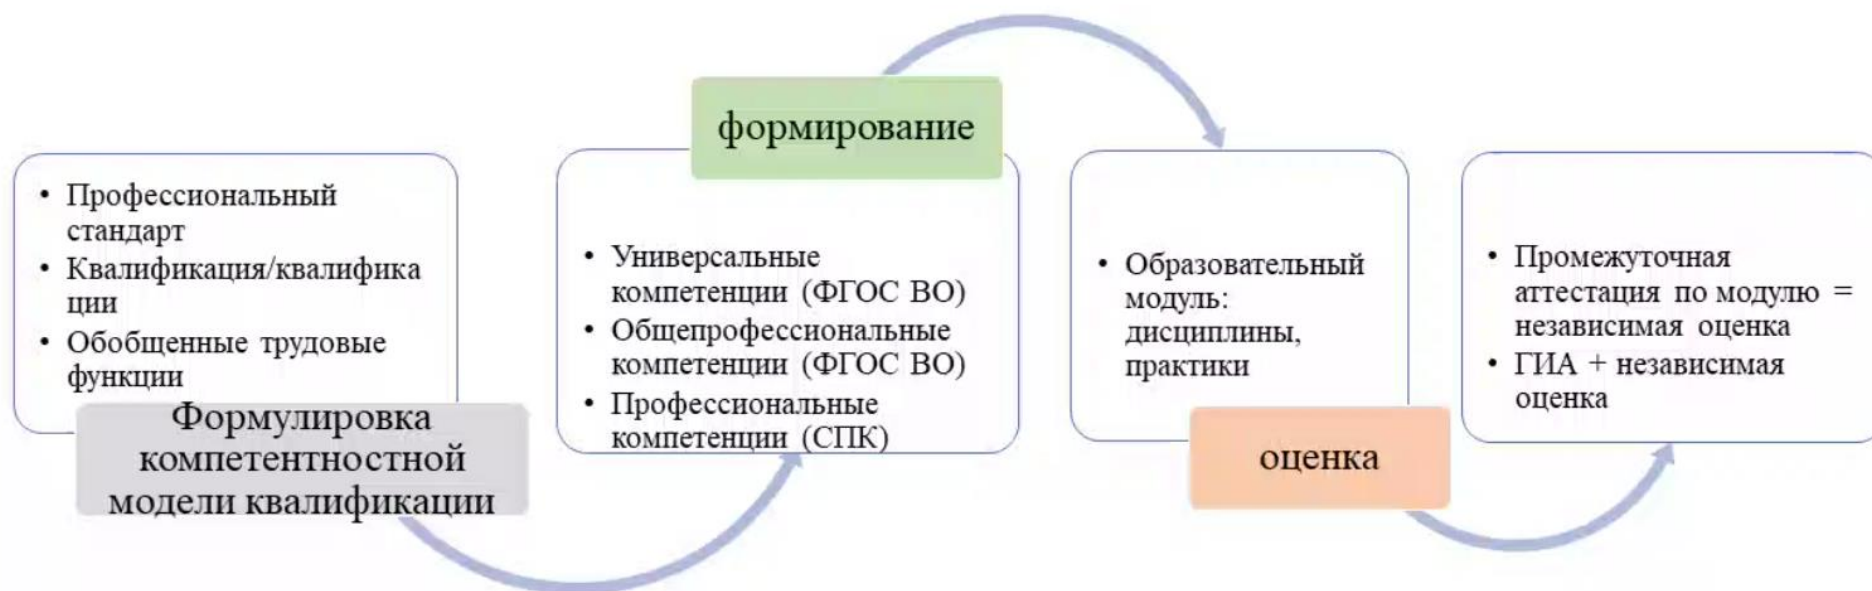 • Профессиональный
стандарт
• Квалификация/квалифика
ции
• Обобщенные трудовые
функции
Формулировка
компетентностной
модели квалификации
формирование
• Универсальные
компетенции (ФГОС ВО)
• Общепрофессиональные
компетенции (ФГОС ВО)
• Профессиональные
компетенции (СПК)
• Образовательный
модуль:
дисциплины,
практики
оценка
• Промежуточная
аттестация по модулю =
независимая оценка
• ГИА + независимая
оценка